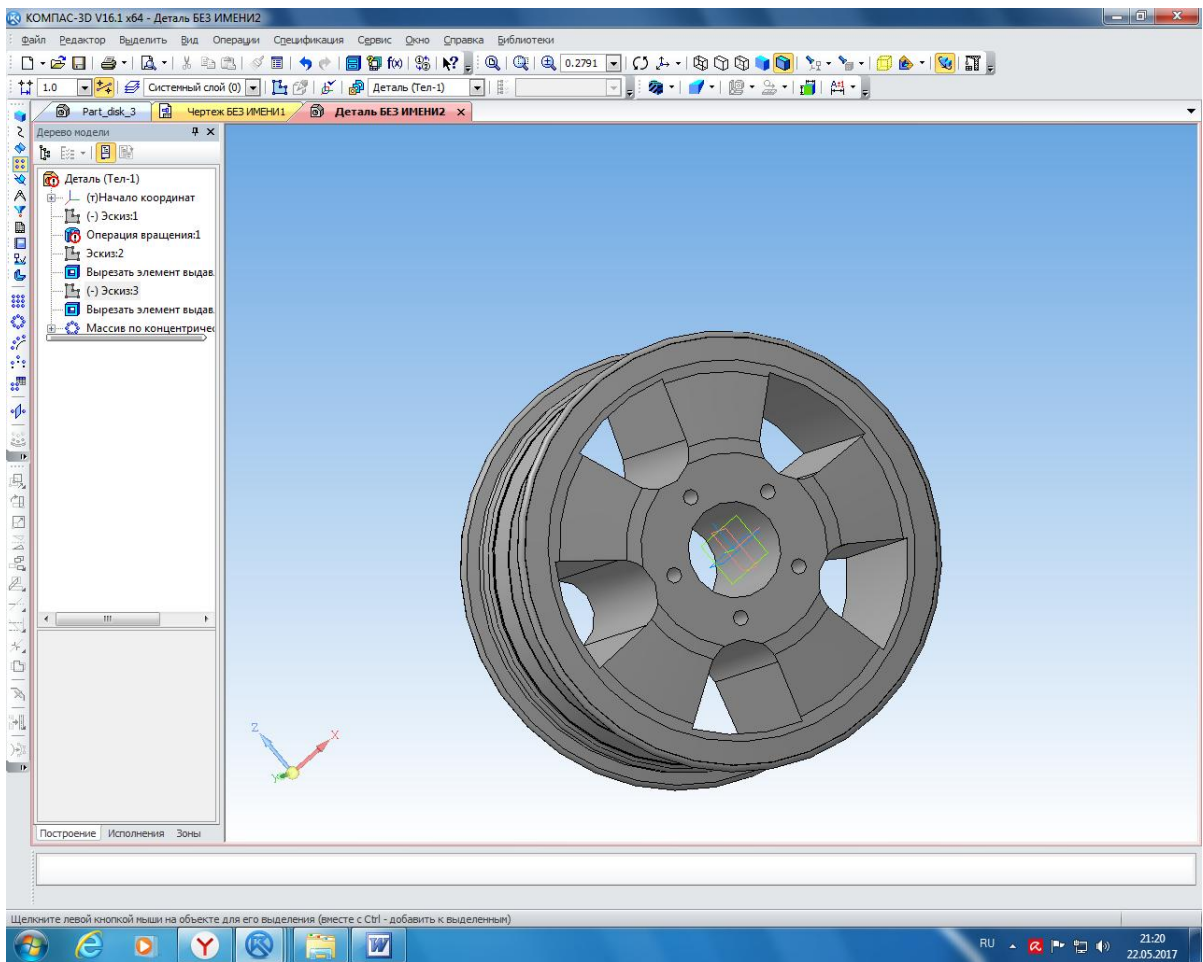 КОМПАС-3D V16.1 x64 - Деталь БЕЗ ИМЕНИ2
Файл Редактор Выделить Вид Операции Спецификация Сервис Окно Справка Библиотеки
0.2791
1.0 Системный слой (0) Деталь (Тел-1)
Part_disk_3 Чертеж БЕЗ ИМЕНИ1 Деталь БЕЗ ИМЕНИ2
Дерево модели
Деталь (Тел-1)
(т)Начало координат
(-) Эскиз:1
Операция вращения:1
Эскиз:2
Вырезать элемент выдав
(-) Эскиз:3
Вырезать элемент выдав
Массив по концентричес
Z
X
Y
Построение Исполнения Зоны
Щелкните левой кнопкой мыши на объекте для его выделения (вместе с Ctrl - добавить к выделенным)
RU
21:20
22.05.2017